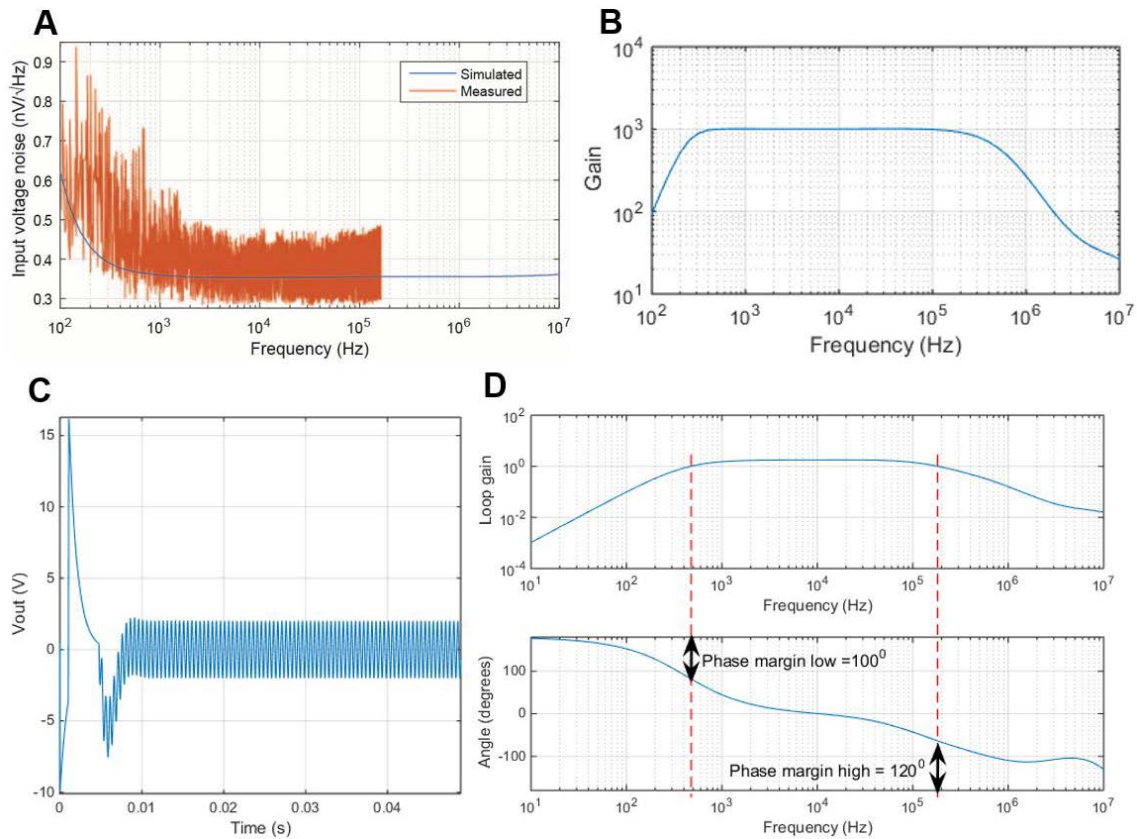 A
Input voltage noise (nV/√Hz)
0.9
0.8
0.7
0.6
0.5
0.4
0.3
Simulated
Measured
10² 10³ 10⁴ 10⁵ 10⁶ 10⁷
Frequency (Hz)
B
Gain
10⁴
10³
10²
10¹
10² 10³ 10⁴ 10⁵ 10⁶ 10⁷
Frequency (Hz)
C
Vout (V)
15
10
5
0
-5
-10
0 0.01 0.02 0.03 0.04
Time (s)
D
Loop gain
10²
10⁰
10⁻²
10⁻⁴
10¹ 10² 10³ 10⁴ 10⁵ 10⁶ 10⁷
Frequency (Hz)
Angle (degrees)
100
0
-100
Phase margin low =100⁰
Phase margin high = 120⁰
10¹ 10² 10³ 10⁴ 10⁵ 10⁶ 10⁷
Frequency (Hz)